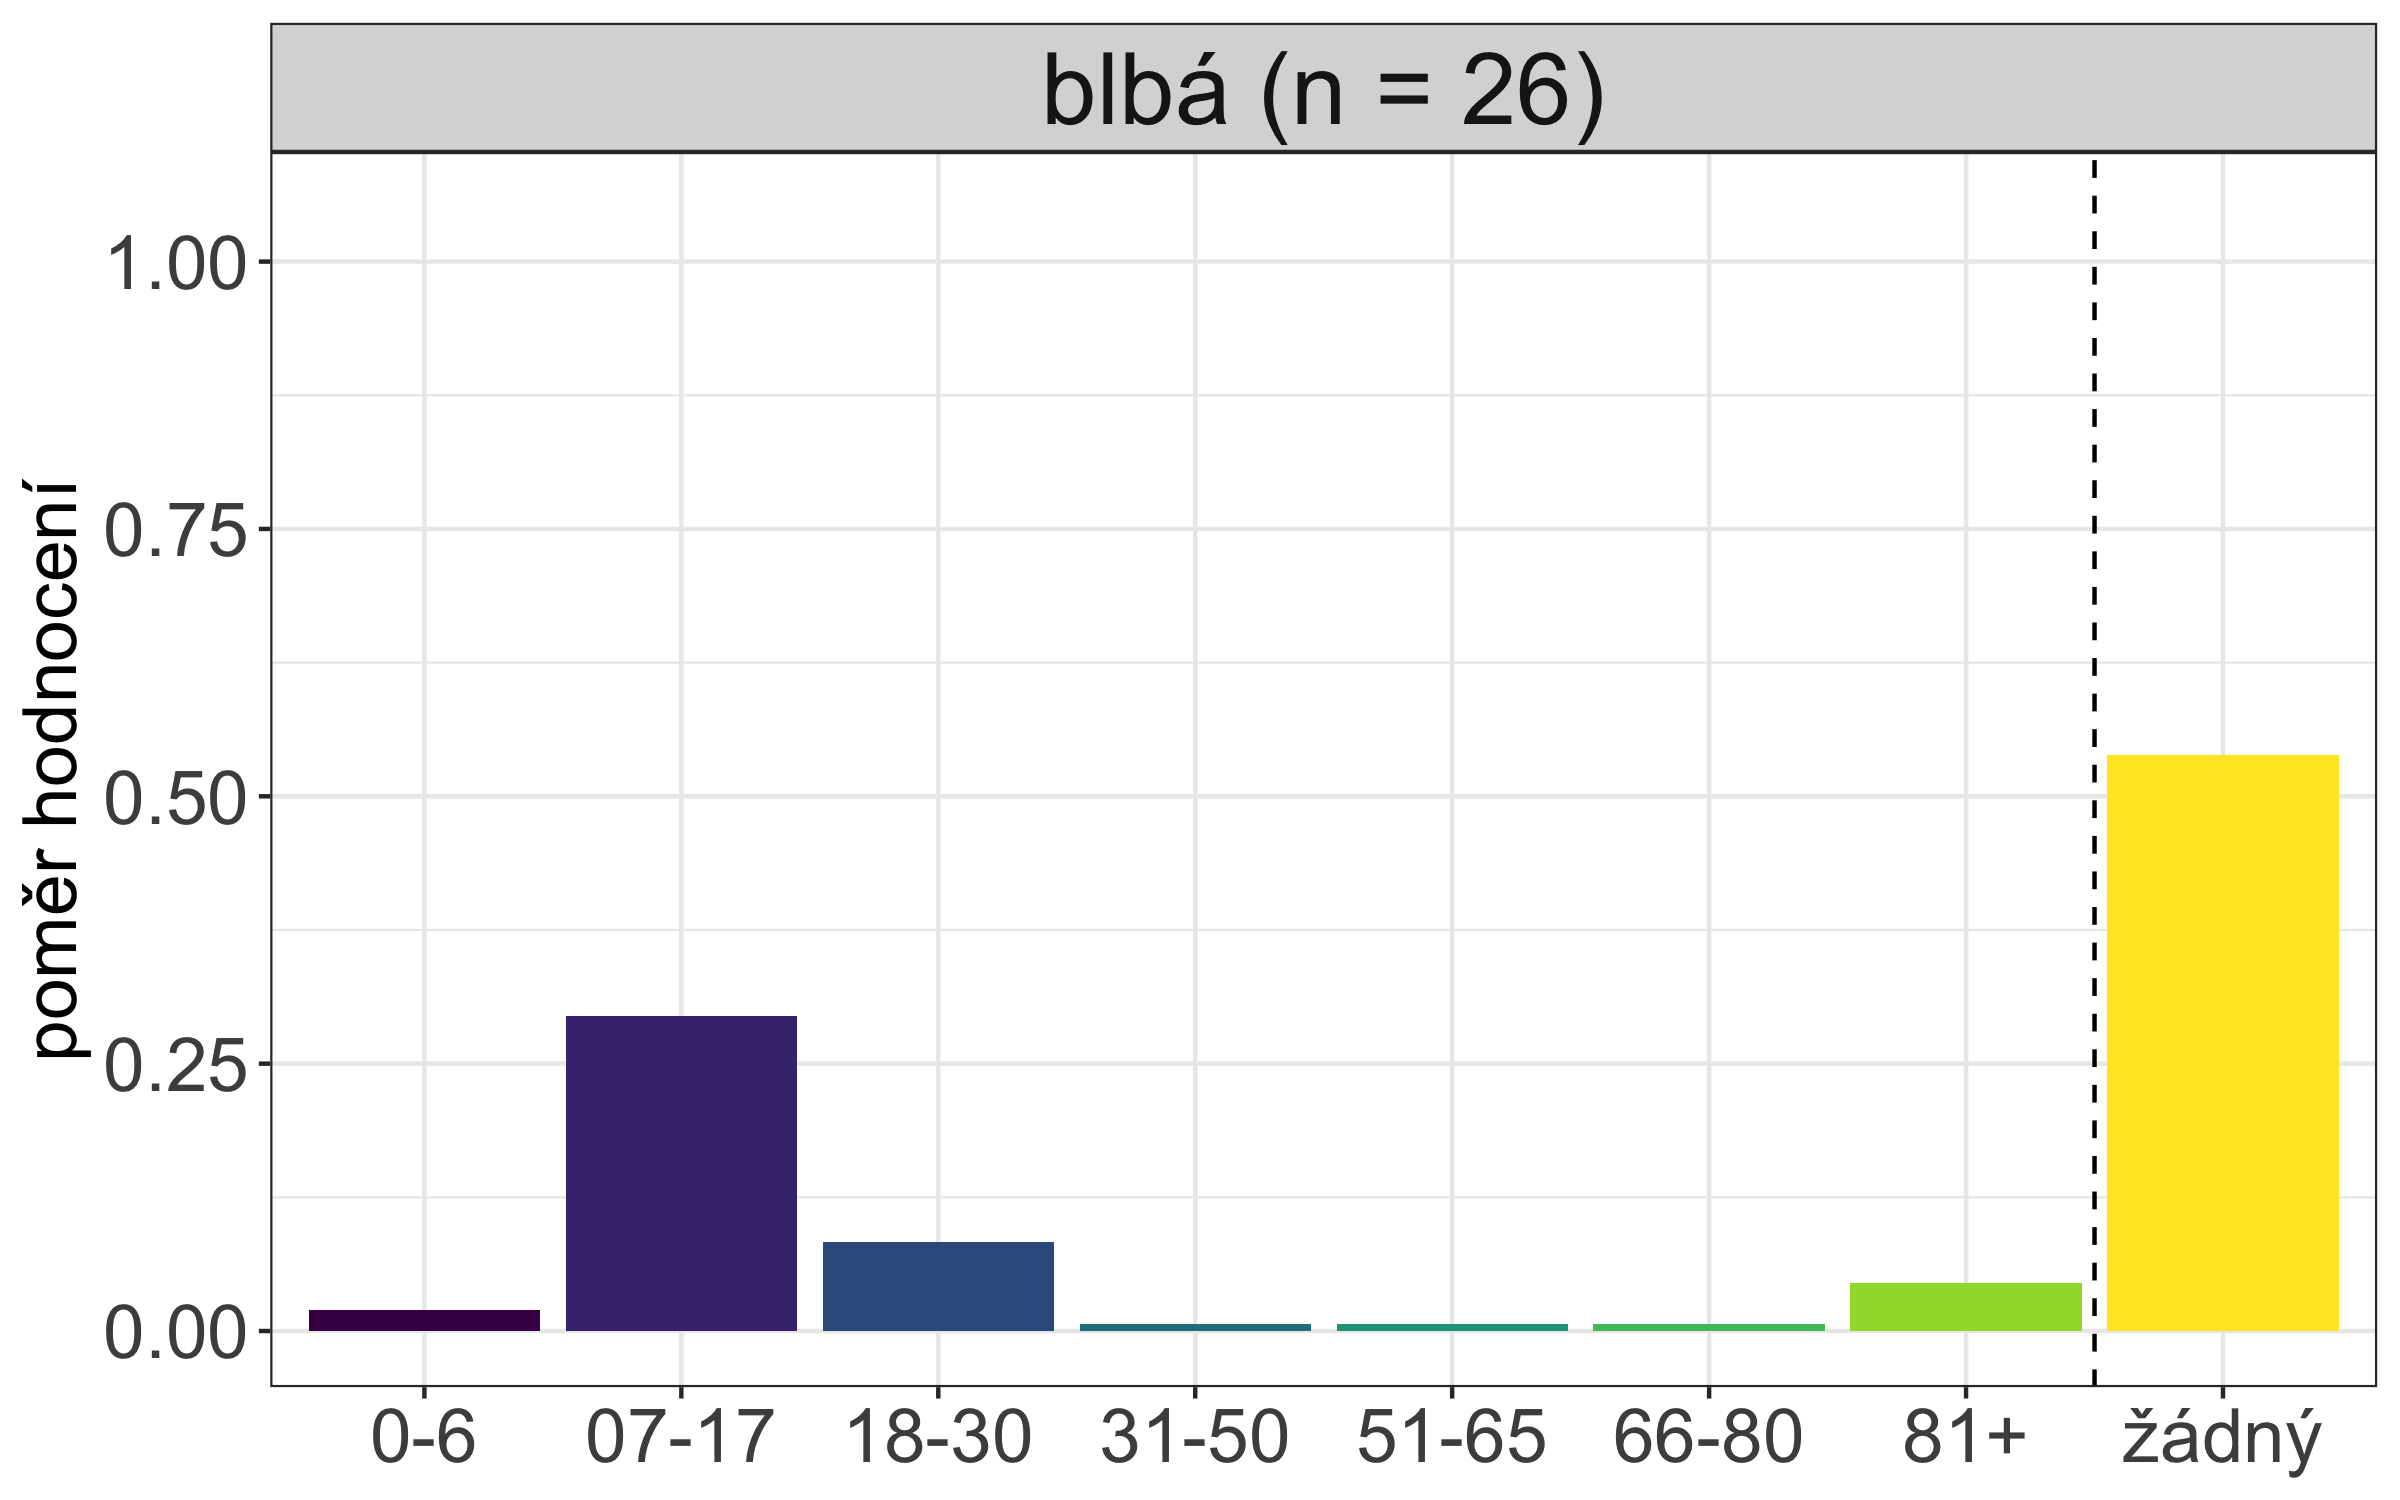 blbá (n = 26)
poměr hodnocení
1.00
0.75
0.50
0.25
0.00
0-6 07-17 18-30 31-50 51-65 66-80 81+ žádný